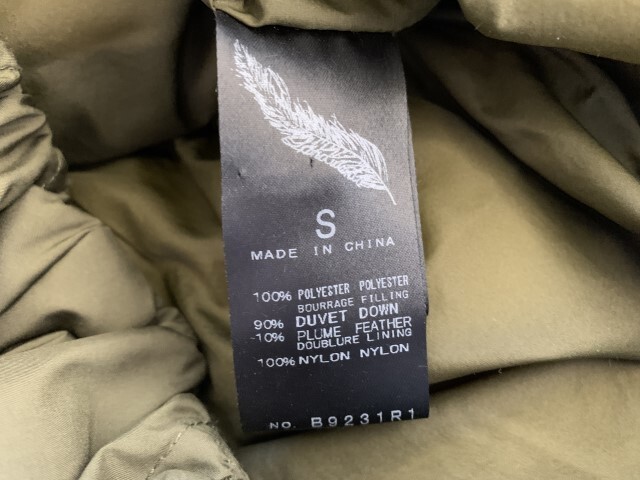 S
MADE IN CHINA
100% POLYESTER POLYESTER
BOURRAGE FILLING
90% DUVET DOWN
10% PLUME FEATHER
DOUBLURE LINING
100% NYLON NYLON
NO. B9231R1